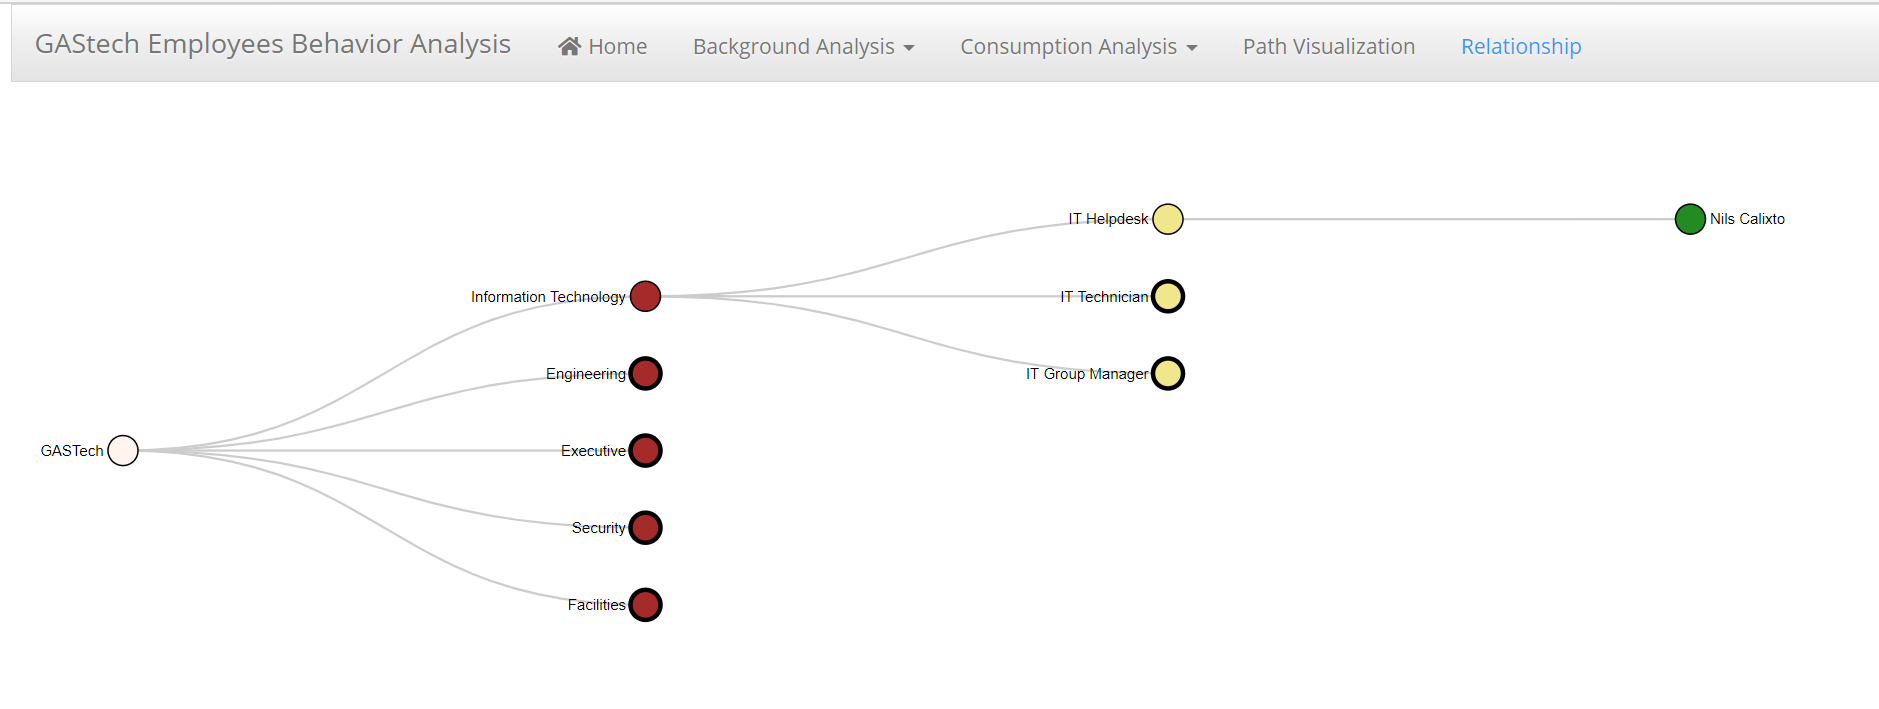 GAStech Employees Behavior Analysis Home Background Analysis Consumption Analysis Path Visualization Relationship
IT Helpdesk Nils Calixto
Information Technology IT Technician
Engineering IT Group Manager
GASTech Executive
Security
Facilities